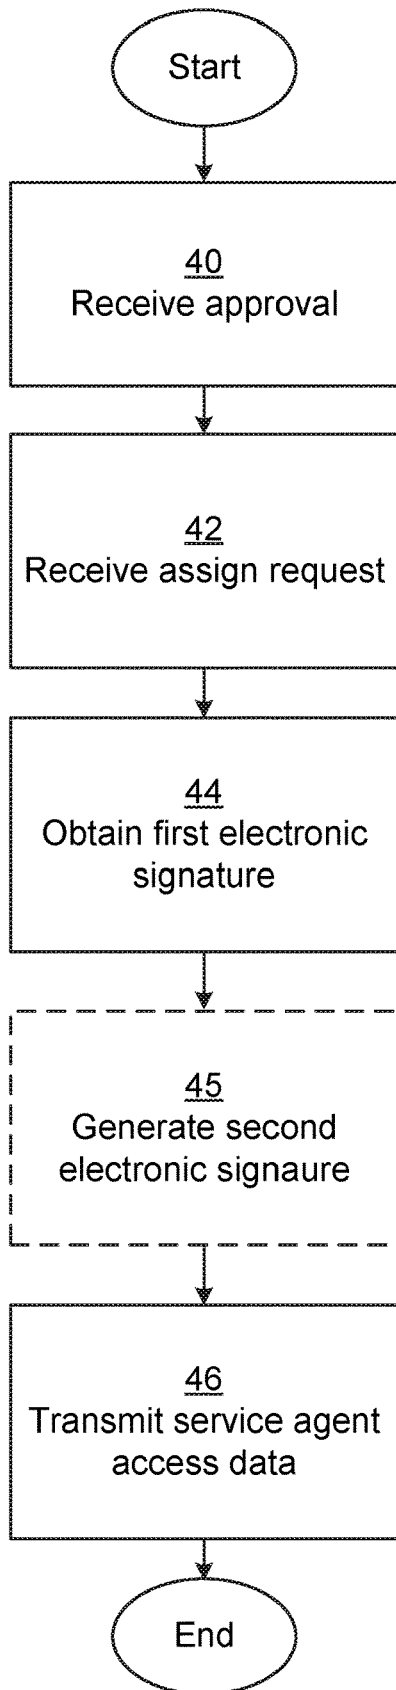 Start
40
Receive approval
42
Receive assign request
44
Obtain first electronic
signature
45
Generate second
electronic signaure
46
Transmit service agent
access data
End